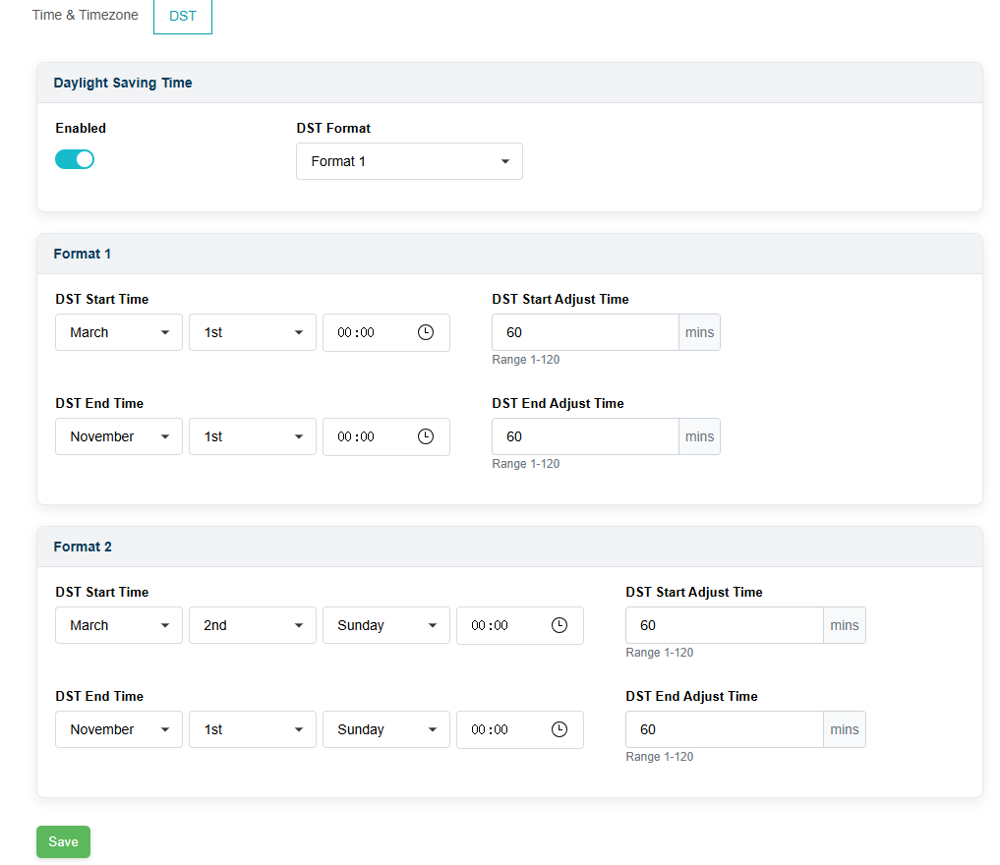 Time & Timezone DST
Daylight Saving Time
Enabled DST Format
Format 1
Format 1
DST Start Time DST Start Adjust Time
March 1st 00:00 60 mins
Range 1-120
DST End Time DST End Adjust Time
November 1st 00:00 60 mins
Range 1-120
Format 2
DST Start Time DST Start Adjust Time
March 2nd Sunday 00:00 60 mins
Range 1-120
DST End Time DST End Adjust Time
November 1st Sunday 00:00 60 mins
Range 1-120
Save